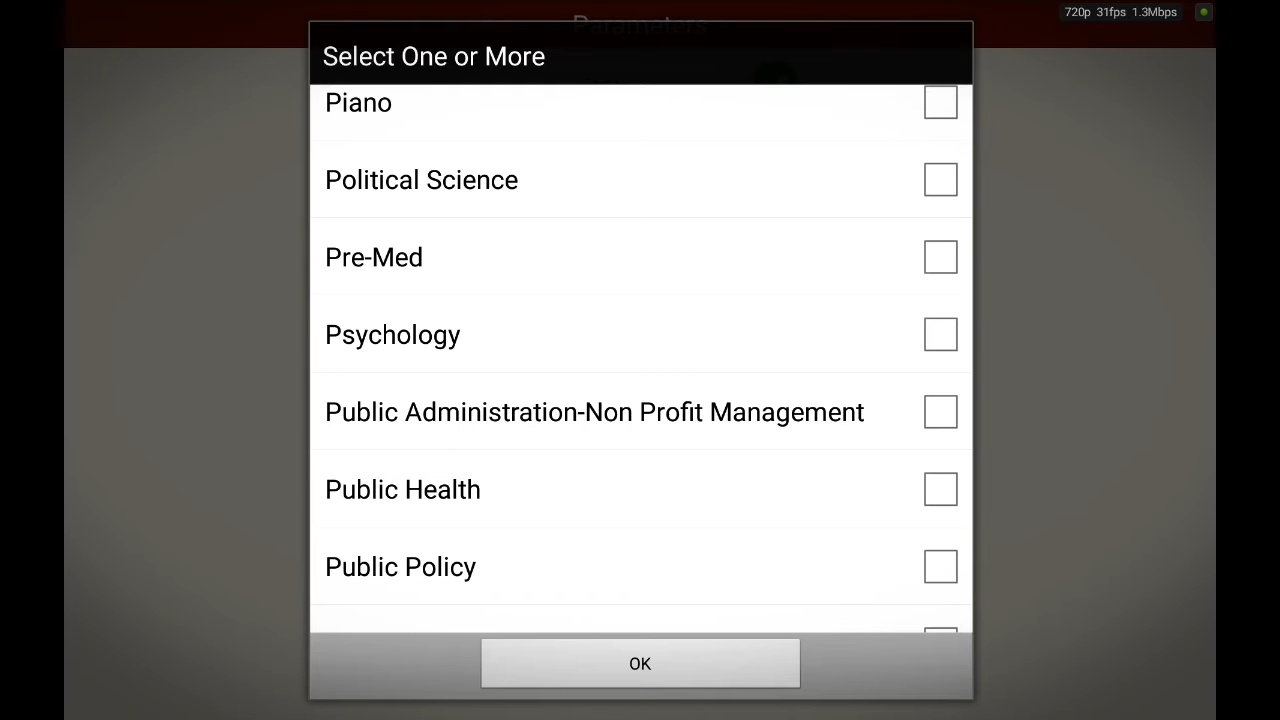 720p 31fps 1.3Mbps
Parameters
Select One or More
Piano
Political Science
Pre-Med
Psychology
Public Administration-Non Profit Management
Public Health
Public Policy
OK